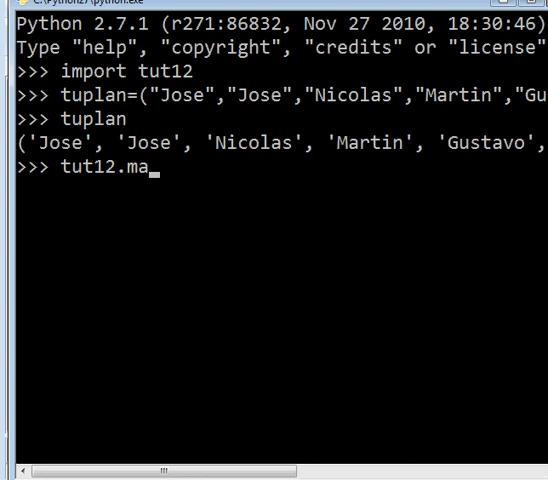 C:\Python27\python.exe
Python 2.7.1 (r271:86832, Nov 27 2010, 18:30:46)
Type "help", "copyright", "credits" or "license"
>>> import tut12
>>> tuplan=("Jose","Jose","Nicolas","Martin","Gu
>>> tuplan
('Jose', 'Jose', 'Nicolas', 'Martin', 'Gustavo',
>>> tut12.ma_